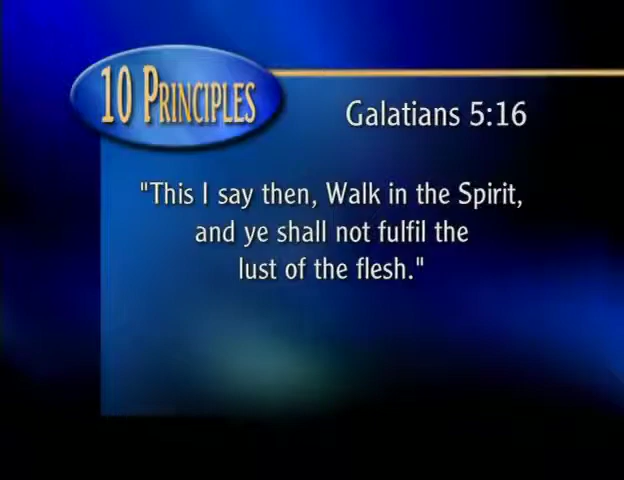 10 PRINCIPLES
Galatians 5:16
"This I say then, Walk in the Spirit,
and ye shall not fulfil the
lust of the flesh."